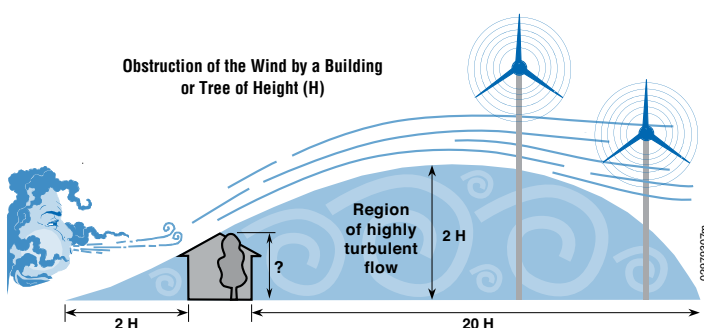 Obstruction of the Wind by a Building
or Tree of Height (H)
Region
of highly
turbulent
flow
2 H
?
2 H
20 H